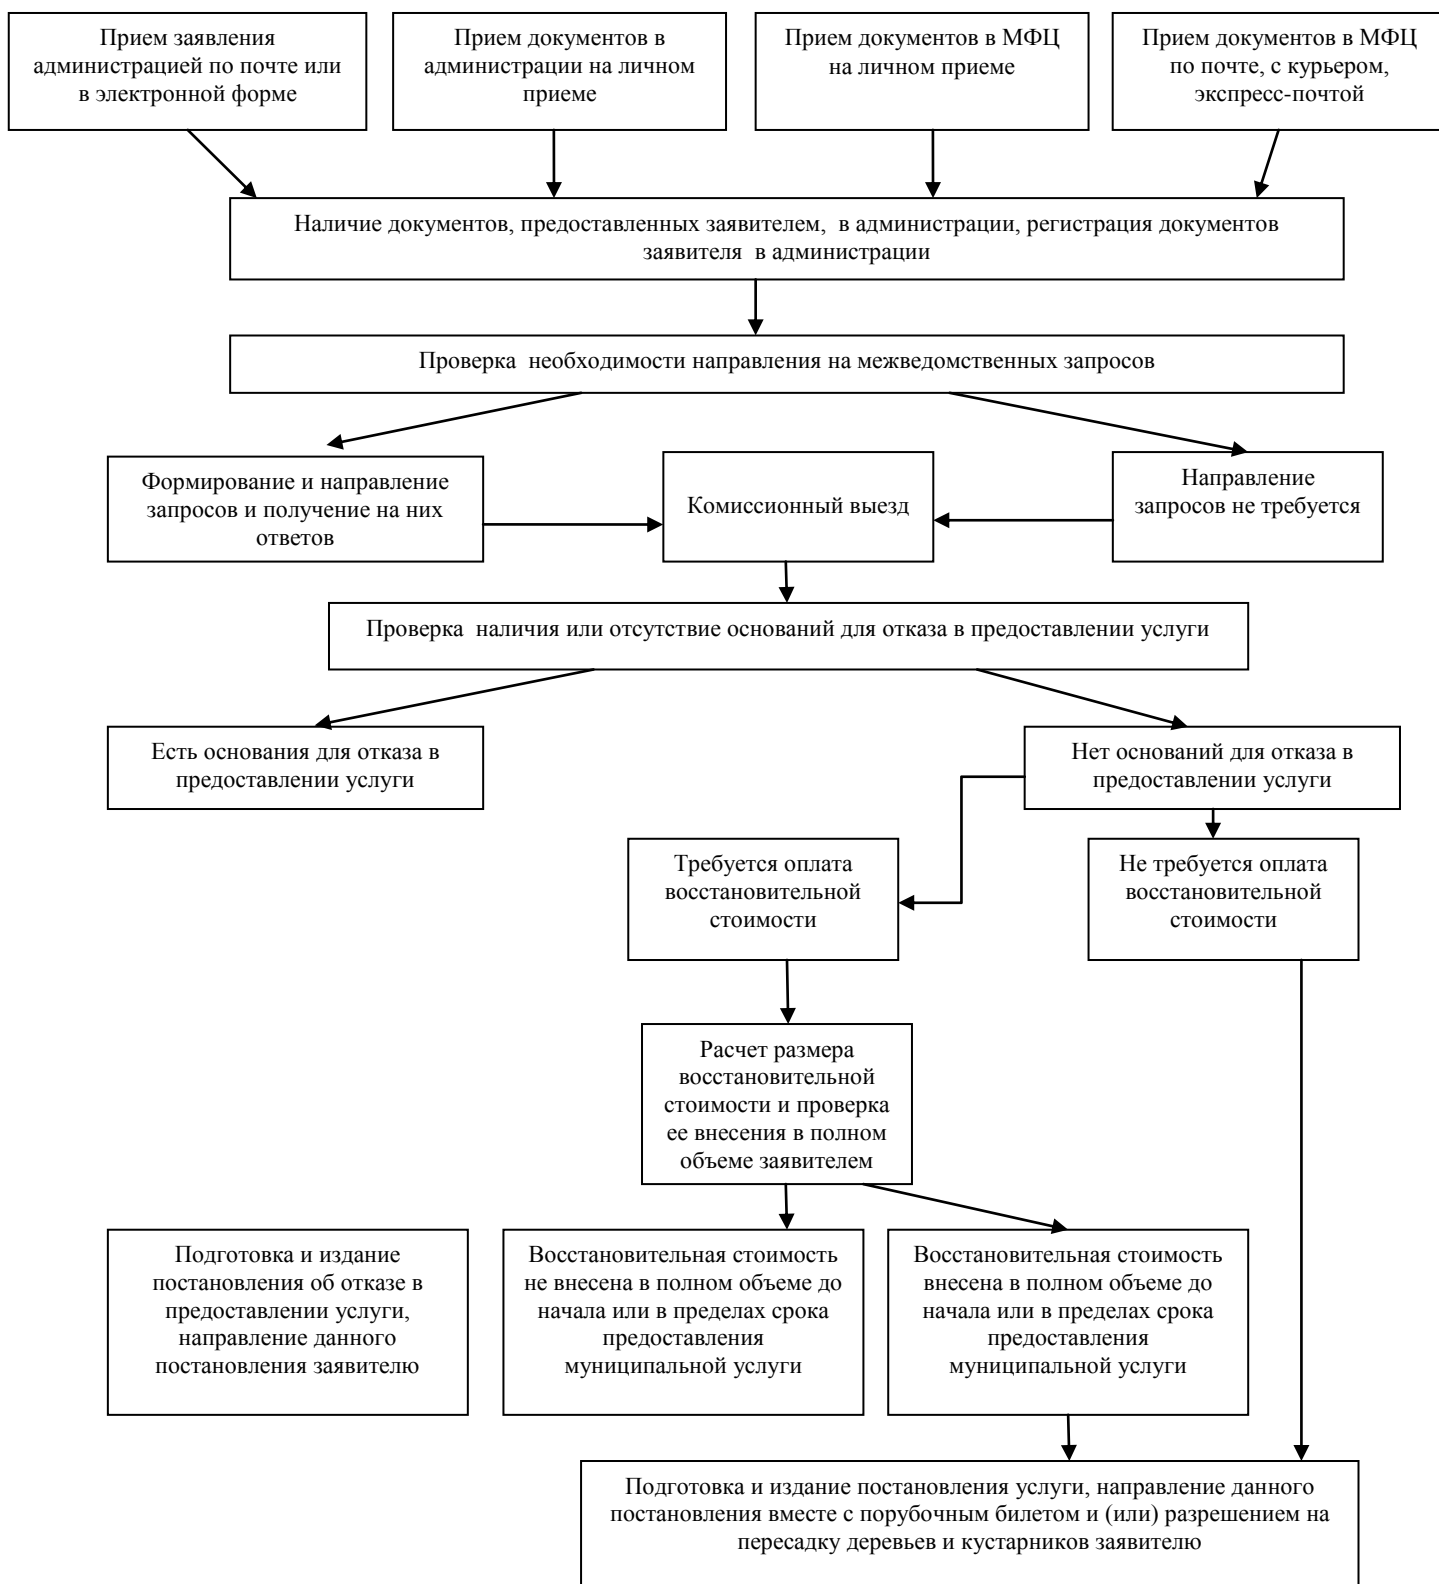 Прием заявления
администрацией по почте или
в электронной форме
Прием документов в
администрации на личном
приеме
Прием документов в МФЦ
на личном приеме
Прием документов в МФЦ
по почте, с курьером,
экспресс-почтой
Наличие документов, предоставленных заявителем, в администрации, регистрация документов
заявителя в администрации
Проверка необходимости направления на межведомственных запросов
Формирование и направление
запросов и получение на них
ответов
Комиссионный выезд
Направление
запросов не требуется
Проверка наличия или отсутствие оснований для отказа в предоставлении услуги
Есть основания для отказа в
предоставлении услуги
Нет оснований для отказа в
предоставлении услуги
Требуется оплата
восстановительной
стоимости
Не требуется оплата
восстановительной
стоимости
Расчет размера
восстановительной
стоимости и проверка
ее внесения в полном
объеме заявителем
Подготовка и издание
постановления об отказе в
предоставлении услуги,
направление данного
постановления заявителю
Восстановительная стоимость
не внесена в полном объеме до
начала или в пределах срока
предоставления
муниципальной услуги
Восстановительная стоимость
внесена в полном объеме до
начала или в пределах срока
предоставления
муниципальной услуги
Подготовка и издание постановления услуги, направление данного
постановления вместе с порубочным билетом и (или) разрешением на
пересадку деревьев и кустарников заявителю